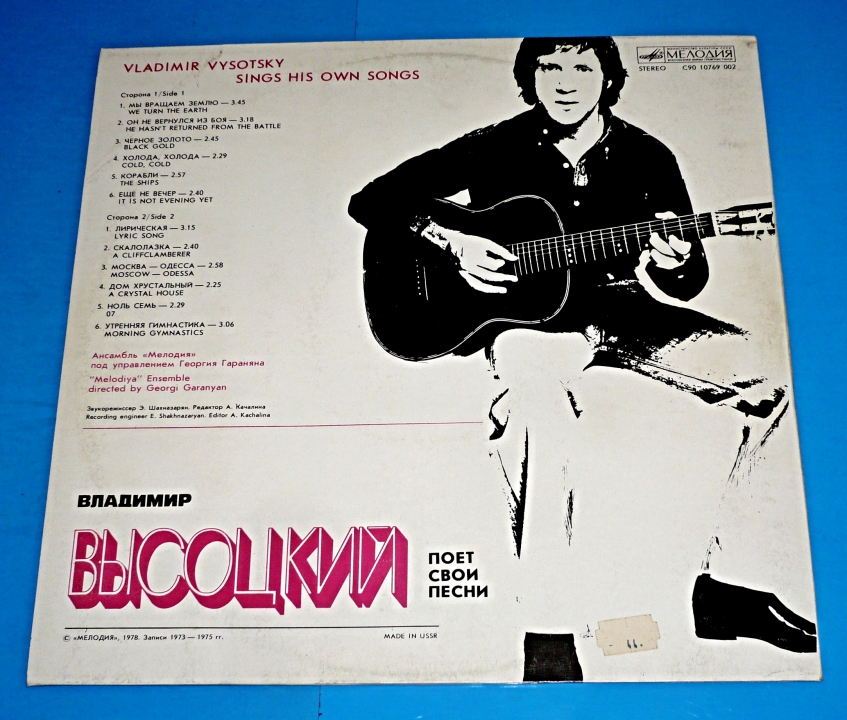 VLADIMIR VYSOTSKY
SINGS HIS OWN SONGS
МЕЛОДИЯ
STEREO С90 10769 002
Сторона 1/Side 1
1. МЫ ВРАЩАЕМ ЗЕМЛЮ — 3.45
WE TURN THE EARTH
2. ОН НЕ ВЕРНУЛСЯ ИЗ БОЯ — 3.18
HE HASN'T RETURNED FROM THE BATTLE
3. ЧЕРНОЕ ЗОЛОТО — 2.45
BLACK GOLD
4. ХОЛОДА, ХОЛОДА — 2.29
COLD, COLD
5. КОРАБЛИ — 2.57
THE SHIPS
6. ЕЩЕ НЕ ВЕЧЕР — 2.40
IT IS NOT EVENING YET
Сторона 2/Side 2
1. ЛИРИЧЕСКАЯ — 3.15
LYRIC SONG
2. СКАЛОЛАЗКА — 2.40
A CLIFFCLAMBERER
3. МОСКВА — ОДЕССА — 2.58
MOSCOW — ODESSA
4. ДОМ ХРУСТАЛЬНЫЙ — 2.25
A CRYSTAL HOUSE
5. НОЛЬ СЕМЬ — 2.29
07
6. УТРЕННЯЯ ГИМНАСТИКА — 3.06
MORNING GYMNASTICS
Ансамбль «Мелодия»
под управлением Георгия Гараняна
"Melodiya" Ensemble
directed by Georgi Garanyan
Звукорежиссер Э. Шахназарян. Редактор А. Качалина
Recording engineer E. Shakhnazaryan. Editor A. Kachalina
ВЛАДИМИР
ВЫСОЦКИЙ
ПОЕТ
СВОИ
ПЕСНИ
© «МЕЛОДИЯ», 1978. Записи 1973 — 1975 гг. MADE IN USSR